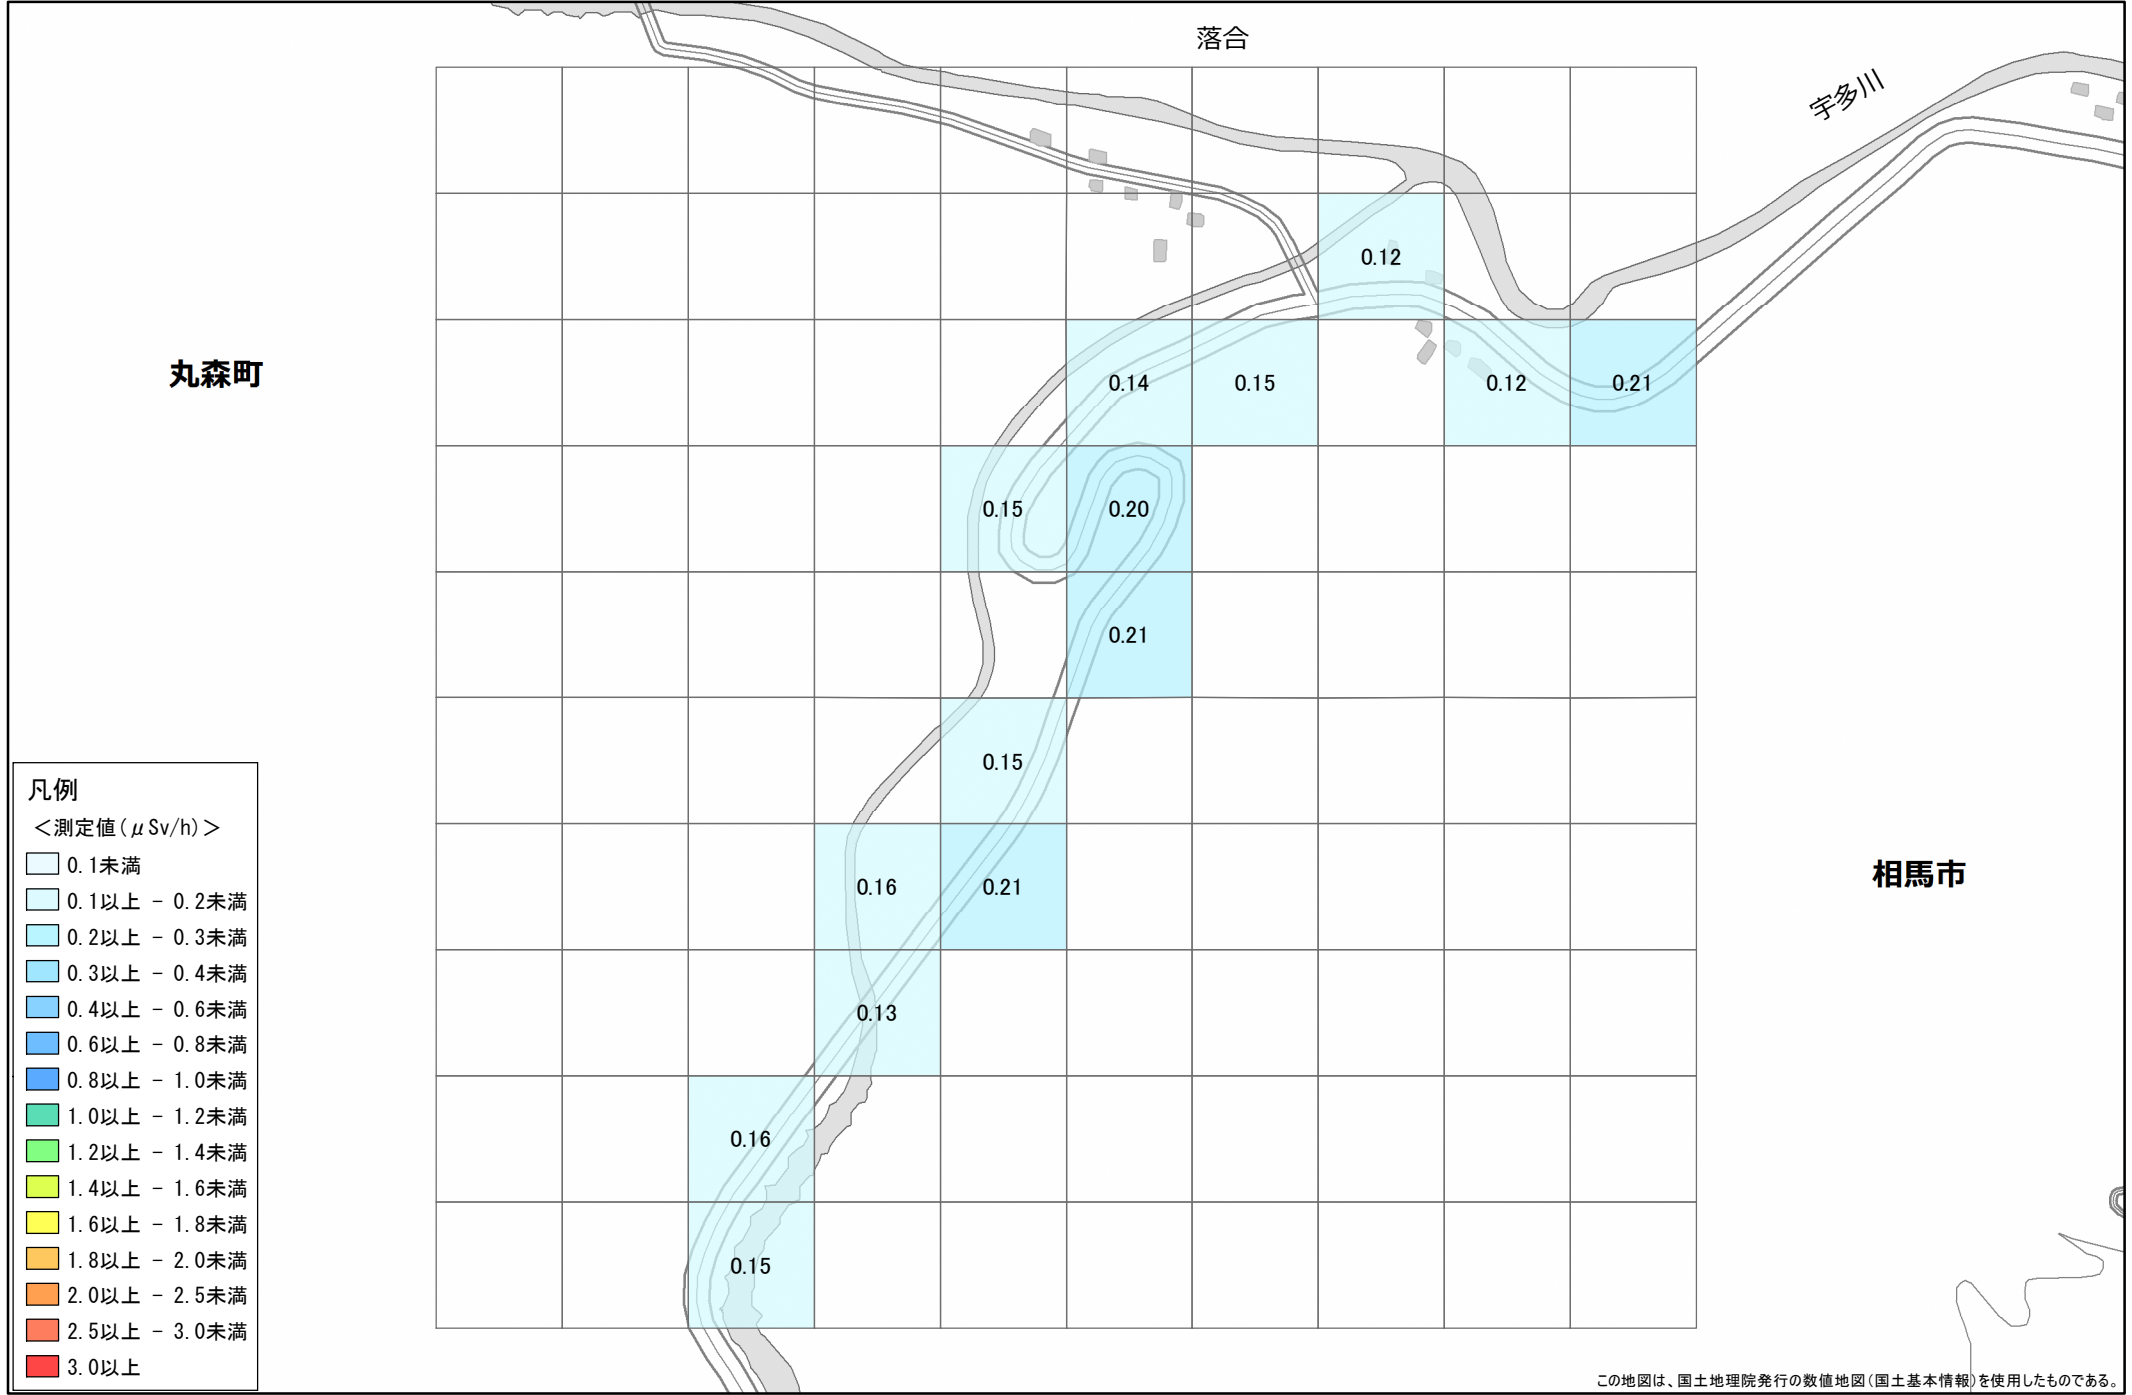 落合
宇多川
0.12
丸森町
0.14
0.15
0.12
0.21
0.15
0.20
0.21
0.15
0.16
0.21
相馬市
0.13
0.16
0.15
凡例
＜測定値(μSv/h)＞
0.1未満
0.1以上 - 0.2未満
0.2以上 - 0.3未満
0.3以上 - 0.4未満
0.4以上 - 0.6未満
0.6以上 - 0.8未満
0.8以上 - 1.0未満
1.0以上 - 1.2未満
1.2以上 - 1.4未満
1.4以上 - 1.6未満
1.6以上 - 1.8未満
1.8以上 - 2.0未満
2.0以上 - 2.5未満
2.5以上 - 3.0未満
3.0以上
この地図は、国土地理院発行の数値地図(国土基本情報)を使用したものである。